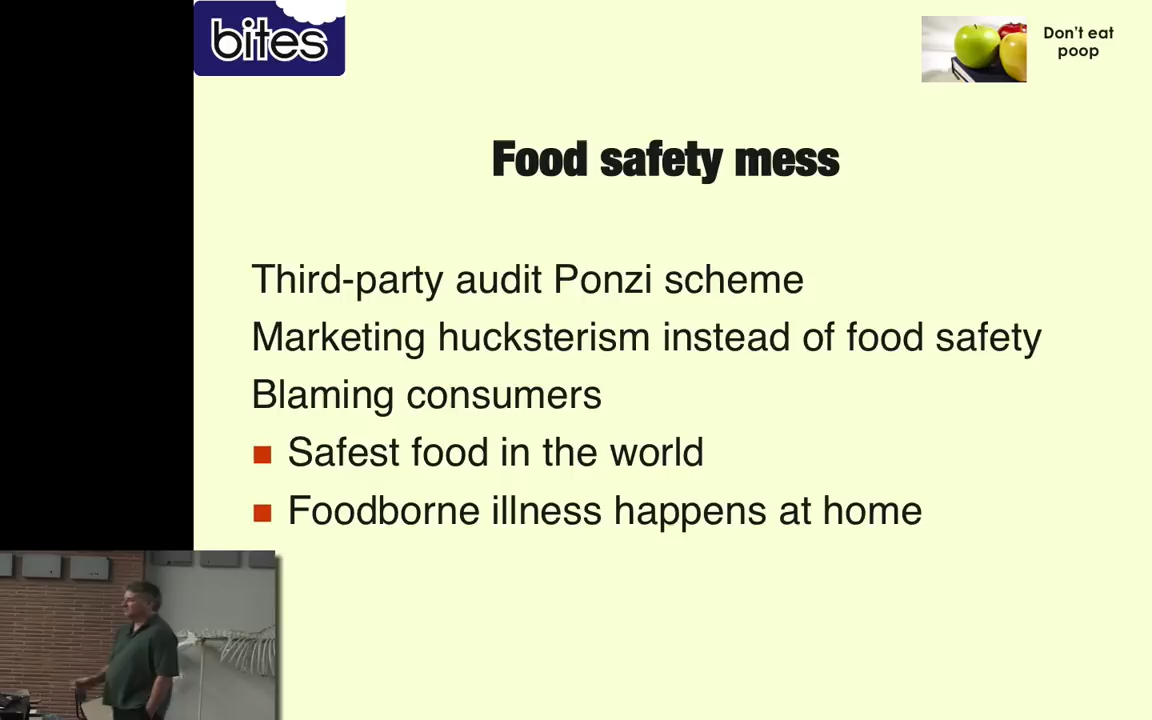 bites
Don't eat
poop
Food safety mess
Third-party audit Ponzi scheme
Marketing hucksterism instead of food safety
Blaming consumers
Safest food in the world
Foodborne illness happens at home